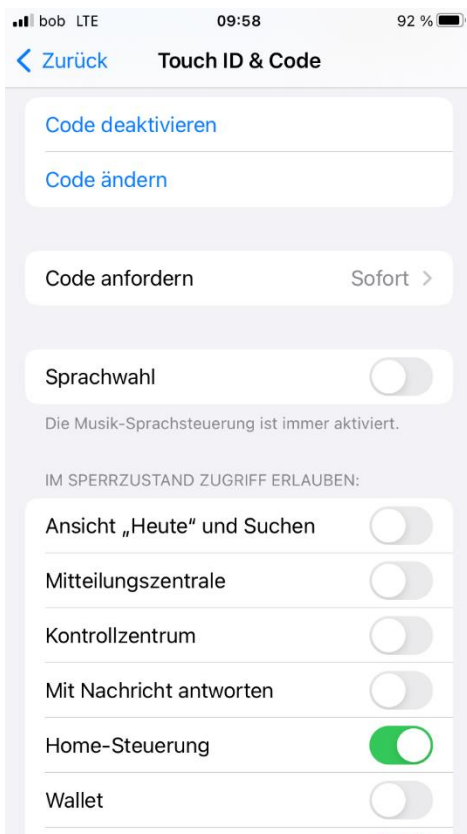 bob LTE 09:58 92 %
Zurück Touch ID & Code
Code deaktivieren
Code ändern
Code anfordern Sofort
Sprachwahl
Die Musik-Sprachsteuerung ist immer aktiviert.
IM SPERRZUSTAND ZUGRIFF ERLAUBEN:
Ansicht „Heute“ und Suchen
Mitteilungszentrale
Kontrollzentrum
Mit Nachricht antworten
Home-Steuerung
Wallet